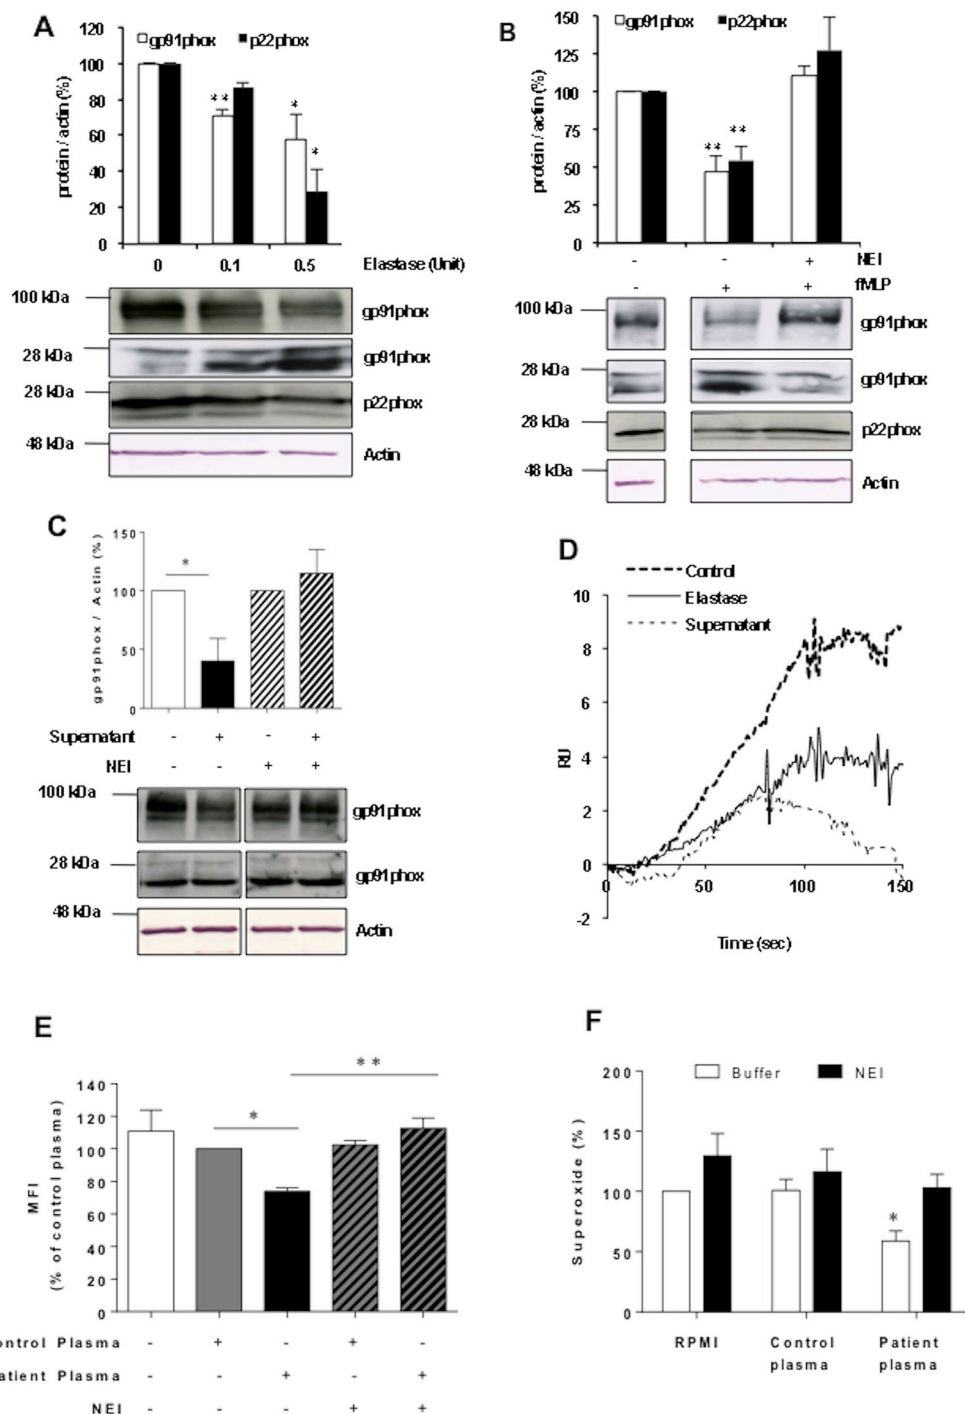 A
gp91phox p22phox
protein / actin (%)
120
100
80
60
40
20
0
** * *
0 0.1 0.5 Elastase (Unit)
100 kDa gp91phox
28 kDa gp91phox
28 kDa p22phox
48 kDa Actin
B
gp91phox p22phox
protein / actin (%)
150
125
100
75
50
25
0
** **
- - + NEI
- + + fMLP
100 kDa gp91phox
28 kDa gp91phox
28 kDa p22phox
48 kDa Actin
C
gp91phox / Actin (%)
150
100
50
0
*
Supernatant - + - +
NEI - - + +
100 kDa gp91phox
28 kDa gp91phox
48 kDa Actin
D
Control
Elastase
Supernatant
RU
10
8
6
4
2
0
-2
0 50 100 150
Time (sec)
E
MFI
(% of control plasma)
140
120
100
80
60
40
20
0
* **
ontrol Plasma - + - + -
atient Plasma - - + - +
NEI - - - + +
F
Buffer NEI
Superoxide (%)
200
150
100
50
0
*
RPMI Control plasma Patient plasma